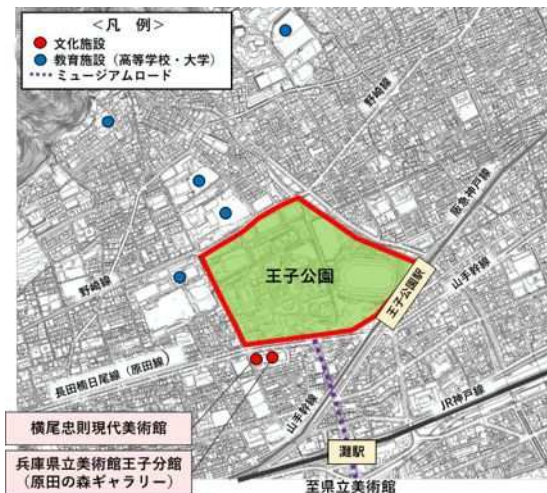 ＜凡　例＞
文化施設
教育施設（高等学校・大学）
ミュージアムロード
野崎線
阪急神戸線
王子公園
王子公園駅
山手幹線
野崎線
長田楠日尾線（原田線）
山手幹線
JR神戸線
横尾忠則現代美術館
灘駅
兵庫県立美術館王子分館
（原田の森ギャラリー）
至県立美術館